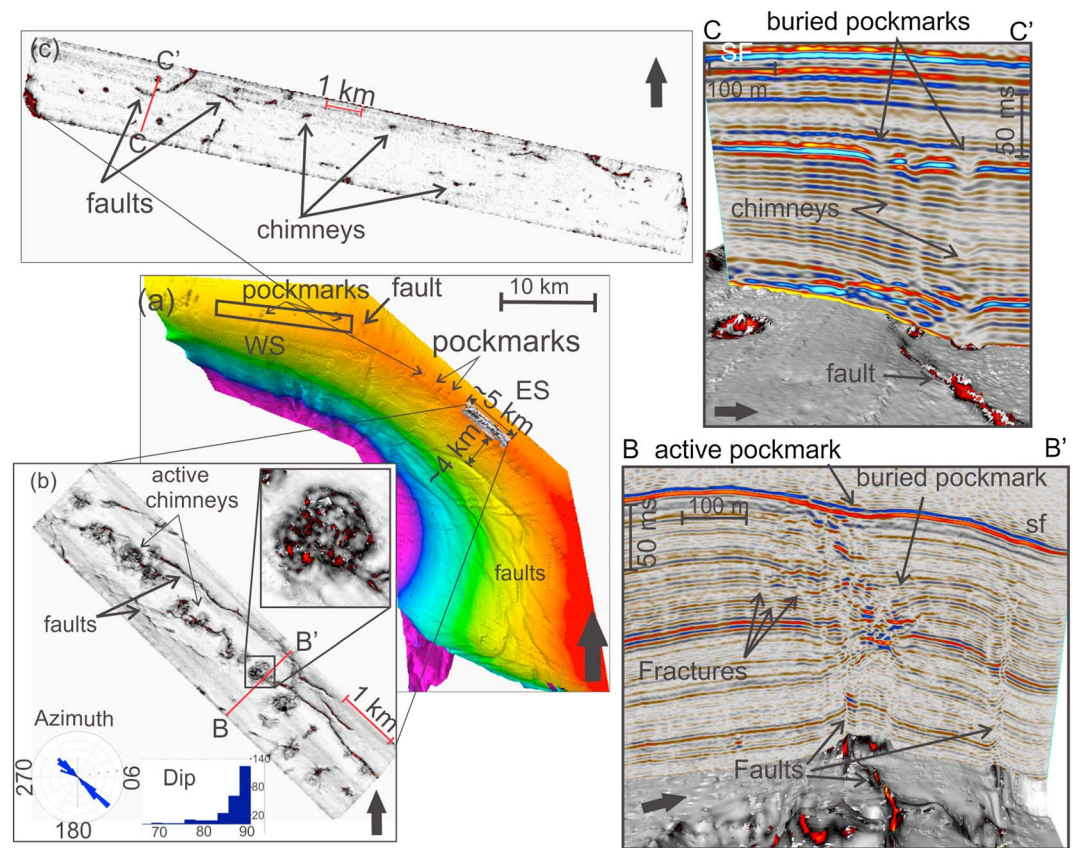 (c)
C'
C
1 km
faults
chimneys
C
buried pockmarks
C'
SF
100 m
50 ms
chimneys
fault
(a)
pockmarks
fault
10 km
WS
pockmarks
ES
~5 km
~4 km
faults
(b)
active
chimneys
faults
B'
B
1 km
Azimuth
270
90
180
Dip
140
80
20
70
80
90
B
active pockmark
B'
buried pockmark
sf
100 m
50 ms
Fractures
Faults